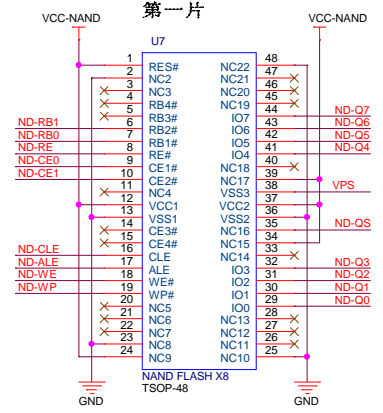 第一片
VCC-NAND VCC-NAND
U7
1 RES# NC22 48
2 NC2 NC21 47
3 NC3 NC20 46
4 RB4# NC19 45
5 RB3# IO7 44 ND-Q7
ND-RB1 6 RB2# IO6 43 ND-Q6
ND-RB0 7 RB1# IO5 42 ND-Q5
ND-RE 8 RE# IO4 41 ND-Q4
ND-CE0 9 CE1# NC18 40
ND-CE1 10 CE2# NC17 39
11 NC4 VSS3 38 VPS
12 VCC1 VCC2 37
13 VSS1 VSS2 36
14 CE3# NC16 35 ND-QS
15 CE4# NC15 34
ND-CLE 16 CLE NC14 33
ND-ALE 17 ALE IO3 32 ND-Q3
ND-WE 18 WE# IO2 31 ND-Q2
ND-WP 19 WP# IO1 30 ND-Q1
20 NC5 IO0 29 ND-Q0
21 NC6 NC13 28
22 NC7 NC12 27
23 NC8 NC11 26
24 NC9 NC10 25
NAND FLASH X8
TSOP-48
GND GND